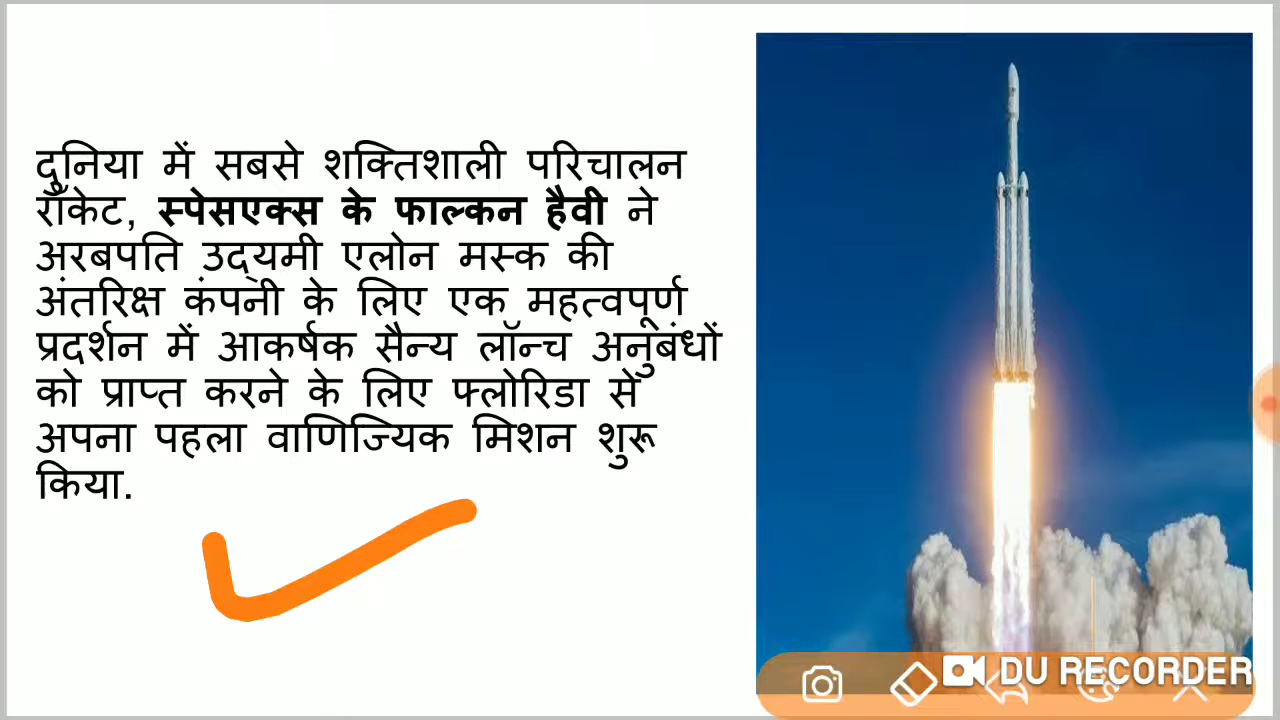 दुनिया में सबसे शक्तिशाली परिचालन
रॉकेट, स्पेसएक्स के फाल्कन हैवी ने
अरबपति उद्यमी एलोन मस्क की
अंतरिक्ष कंपनी के लिए एक महत्वपूर्ण
प्रदर्शन में आकर्षक सैन्य लॉन्च अनुबंधों
को प्राप्त करने के लिए फ्लोरिडा से
अपना पहला वाणिज्यिक मिशन शुरू
किया.
DU RECORDER